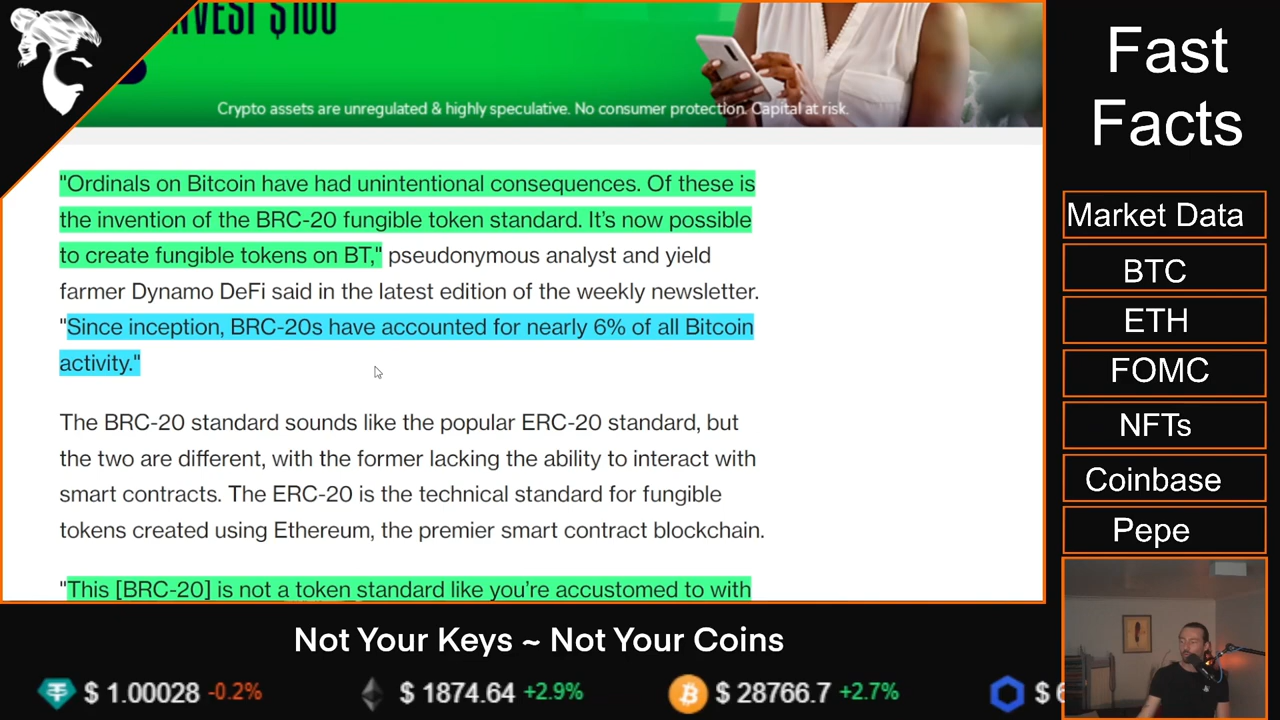 INVEST $100
Crypto assets are unregulated & highly speculative. No consumer protection. Capital at risk.
"Ordinals on Bitcoin have had unintentional consequences. Of these is
the invention of the BRC-20 fungible token standard. It’s now possible
to create fungible tokens on BT," pseudonymous analyst and yield
farmer Dynamo DeFi said in the latest edition of the weekly newsletter.
"Since inception, BRC-20s have accounted for nearly 6% of all Bitcoin
activity."
The BRC-20 standard sounds like the popular ERC-20 standard, but
the two are different, with the former lacking the ability to interact with
smart contracts. The ERC-20 is the technical standard for fungible
tokens created using Ethereum, the premier smart contract blockchain.
"This [BRC-20] is not a token standard like you’re accustomed to with
Fast
Facts
Market Data
BTC
ETH
FOMC
NFTs
Coinbase
Pepe
Not Your Keys ~ Not Your Coins
$ 1.00028 -0.2% $ 1874.64 +2.9% $ 28766.7 +2.7% $